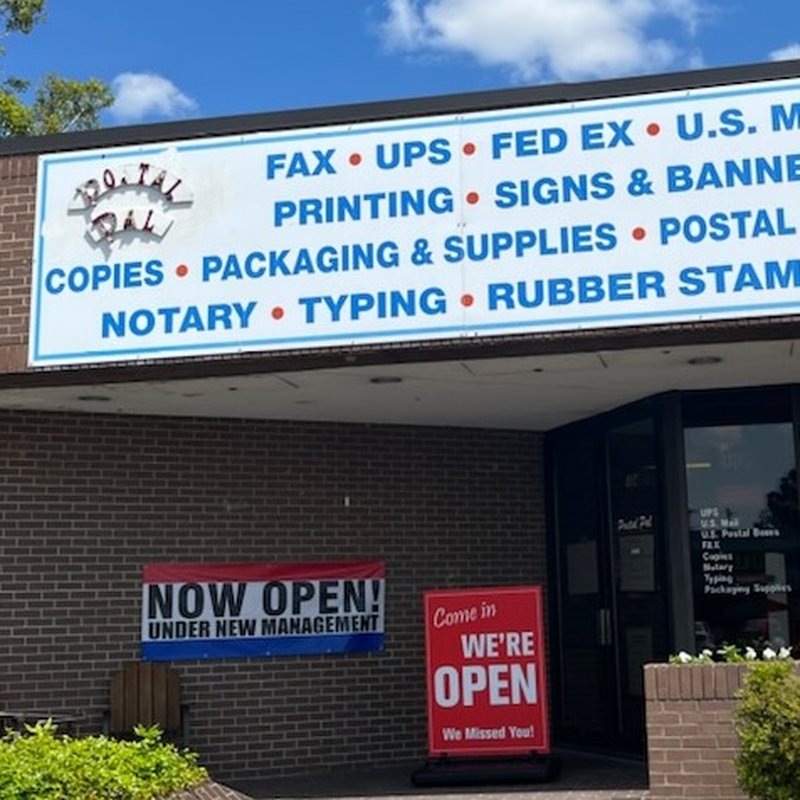 POSTAL
PAL
FAX • UPS • FED EX • U.S. M
PRINTING • SIGNS & BANNE
COPIES • PACKAGING & SUPPLIES • POSTAL
NOTARY • TYPING • RUBBER STAM
NOW OPEN!
UNDER NEW MANAGEMENT
Come in
WE'RE
OPEN
We Missed You!
Postal Pal
UPS
U.S. Mail
U.S. Postal Boxes
FAX
Copies
Notary
Typing
Packaging Supplies